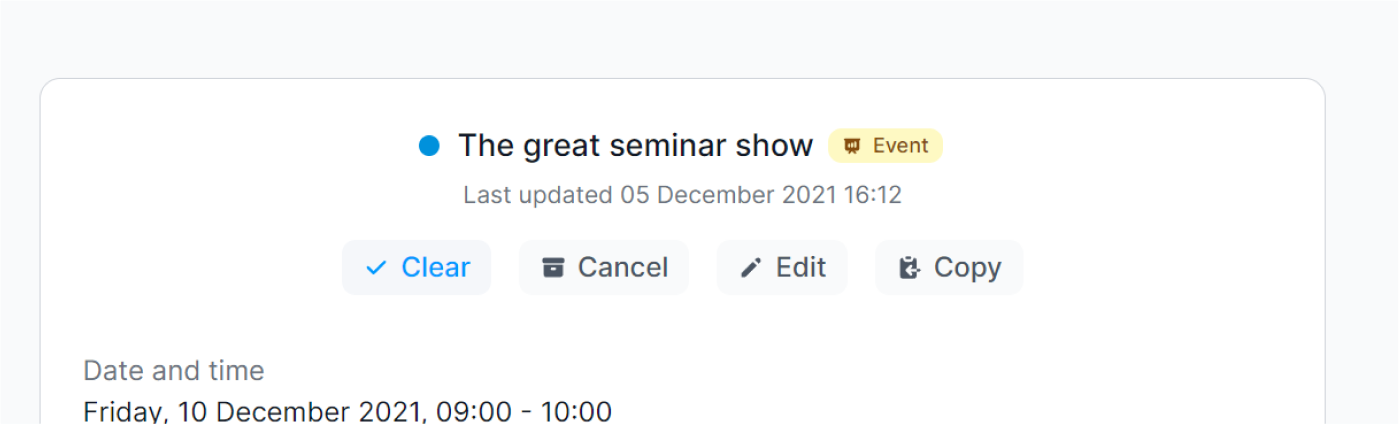 The great seminar show Event
Last updated 05 December 2021 16:12
Clear Cancel Edit Copy
Date and time
Friday, 10 December 2021, 09:00 - 10:00